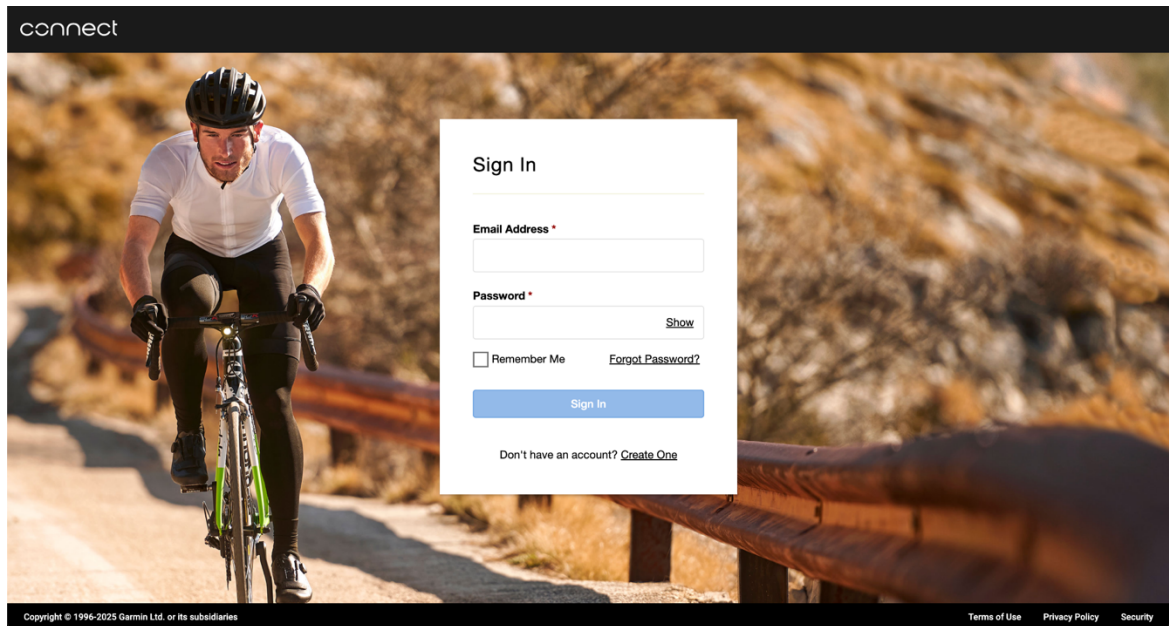 connect
Sign In
Email Address *
Password *
Show
Remember Me Forgot Password?
Sign In
Don't have an account? Create One
Copyright © 1996-2025 Garmin Ltd. or its subsidiaries Terms of Use Privacy Policy Security